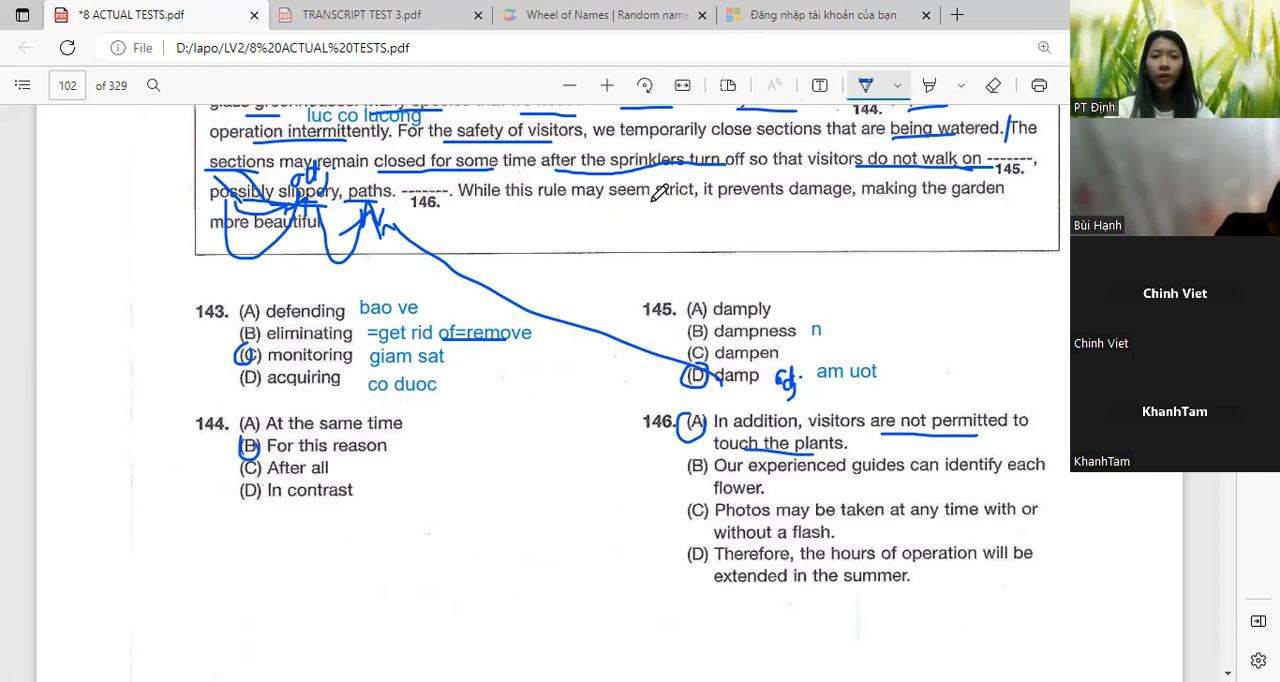 *8 ACTUAL TESTS.pdf
TRANSCRIPT TEST 3.pdf
Wheel of Names | Random name
Đăng nhập tài khoản của bạn
File
D:/lapo/LV2/8%20ACTUAL%20TESTS.pdf
102 of 329
glass greenhouses. Many species that we
144.
luc co luc khong
operation intermittently. For the safety of visitors, we temporarily close sections that are being watered. The
sections may remain closed for some time after the sprinklers turn off so that visitors do not walk on -------,
145.
adj
possibly slippery, paths. -------. While this rule may seem strict, it prevents damage, making the garden
146.
more beautiful.
N
143. (A) defending bao ve
(B) eliminating =get rid of=remove
(C) monitoring giam sat
(D) acquiring co duoc
144. (A) At the same time
(B) For this reason
(C) After all
(D) In contrast
145. (A) damply
(B) dampness n
(C) dampen
(D) damp adj. am uot
146. (A) In addition, visitors are not permitted to
touch the plants.
(B) Our experienced guides can identify each
flower.
(C) Photos may be taken at any time with or
without a flash.
(D) Therefore, the hours of operation will be
extended in the summer.
PT Định
Bùi Hạnh
Chinh Viet
Chinh Viet
KhanhTam
KhanhTam